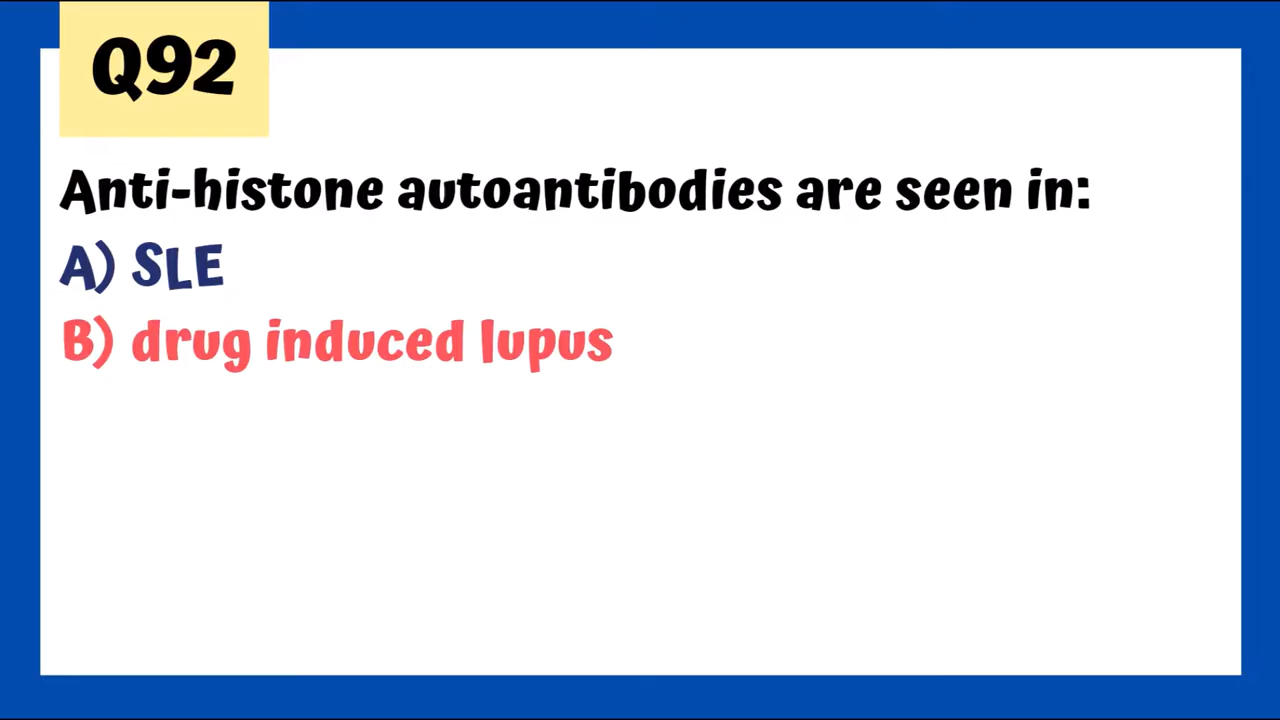 Q92
Anti-histone autoantibodies are seen in:
A) SLE
B) drug induced lupus